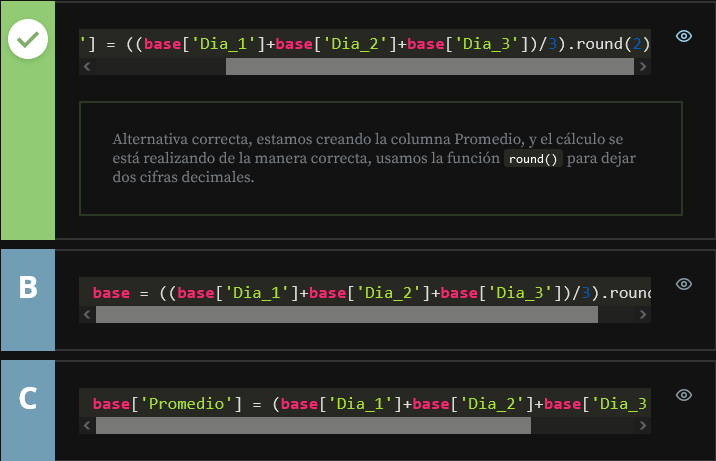 '] = ((base['Dia_1']+base['Dia_2']+base['Dia_3'])/3).round(2)
Alternativa correcta, estamos creando la columna Promedio, y el cálculo se
está realizando de la manera correcta, usamos la función round() para dejar
dos cifras decimales.
B
base = ((base['Dia_1']+base['Dia_2']+base['Dia_3'])/3).round
C
base['Promedio'] = (base['Dia_1']+base['Dia_2']+base['Dia_3